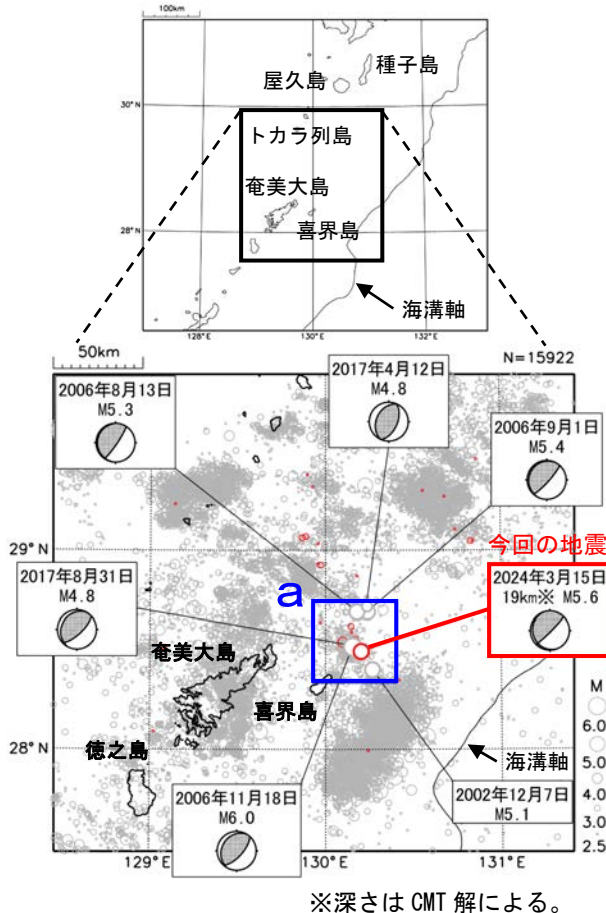 100km
種子島
屋久島
30°N
トカラ列島
奄美大島
28°N
喜界島
海溝軸
128°E
130°E
132°E
50km
N=15922
2017年4月12日
M4.8
2006年8月13日
M5.3
2006年9月1日
M5.4
29°N
今回の地震
2017年8月31日
M4.8
a
2024年3月15日
19km※ M5.6
奄美大島
喜界島
M
6.0
5.0
4.0
3.0
2.5
28°N
徳之島
海溝軸
2006年11月18日
M6.0
2002年12月7日
M5.1
129°E
130°E
131°E
※深さは CMT 解による。